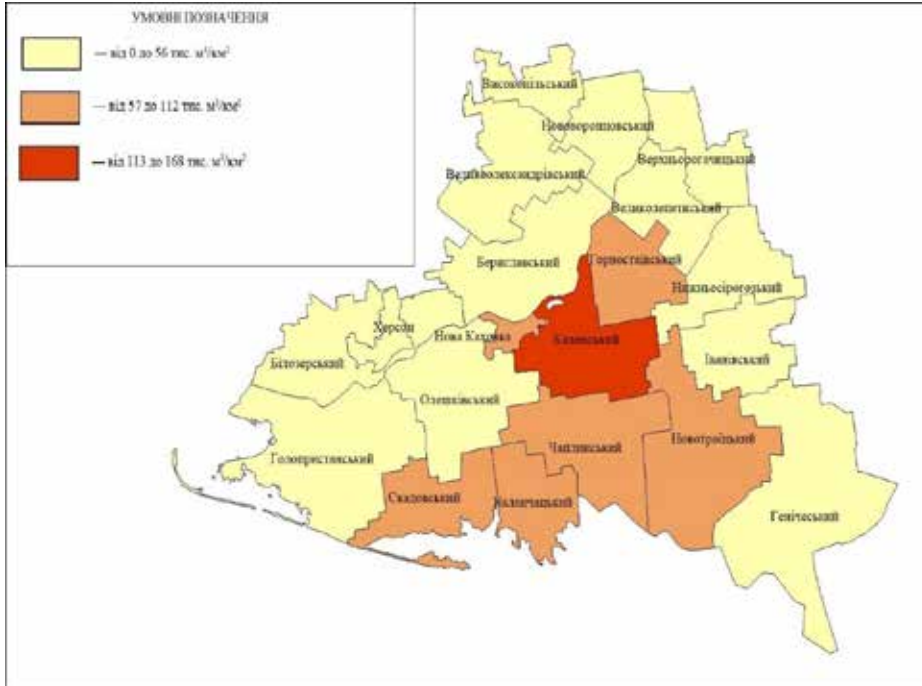 УМОВНІ ПОЗНАЧЕННЯ
— від 0 до 56 тис. м³/км²
— від 57 до 112 тис. м³/км²
— від 113 до 168 тис. м³/км²
Високопільський
Нововоронцовський
Верхньорогачицький
Великоолександрівський
Великолепетиський
Бериславський
Горностаївський
Нижньосірогозький
Херсон
Нова Каховка
Каховський
Іванівський
Білозерський
Олешківський
Чаплинський
Новотроїцький
Голопристанський
Скадовський
Каланчацький
Генічеський